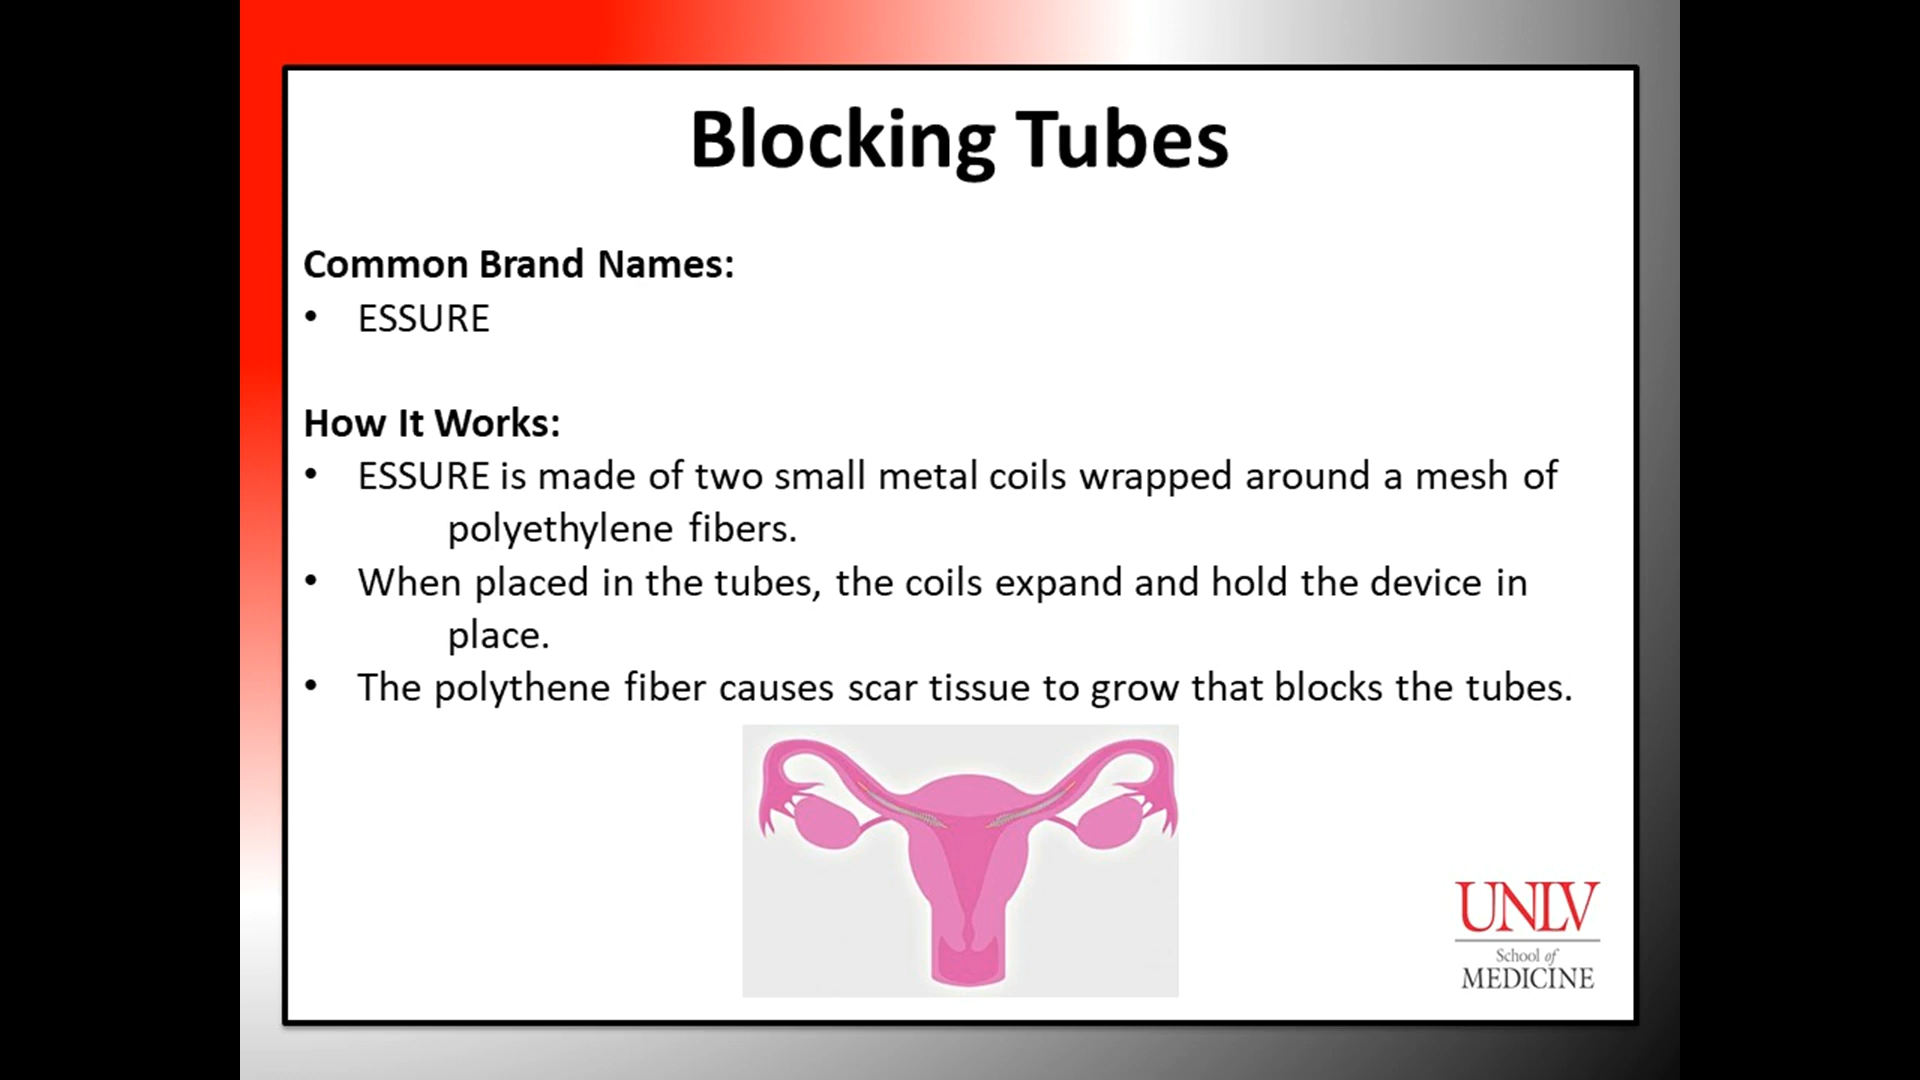 Blocking Tubes
Common Brand Names:
• ESSURE
How It Works:
• ESSURE is made of two small metal coils wrapped around a mesh of
polyethylene fibers.
• When placed in the tubes, the coils expand and hold the device in
place.
• The polythene fiber causes scar tissue to grow that blocks the tubes.
UNLV
School of
MEDICINE